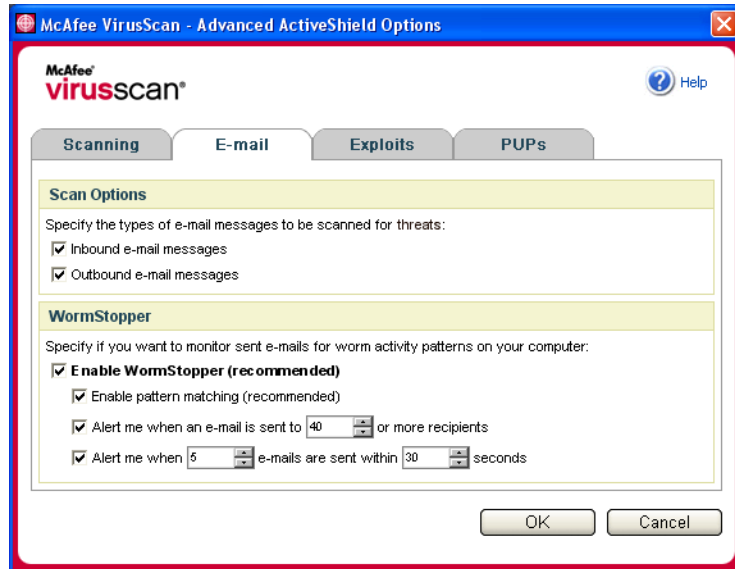 McAfee VirusScan - Advanced ActiveShield Options
McAfee®
virusscan®
Help
Scanning
E-mail
Exploits
PUPs
Scan Options
Specify the types of e-mail messages to be scanned for threats:
Inbound e-mail messages
Outbound e-mail messages
WormStopper
Specify if you want to monitor sent e-mails for worm activity patterns on your computer:
Enable WormStopper (recommended)
Enable pattern matching (recommended)
Alert me when an e-mail is sent to 40 or more recipients
Alert me when 5 e-mails are sent within 30 seconds
OK
Cancel